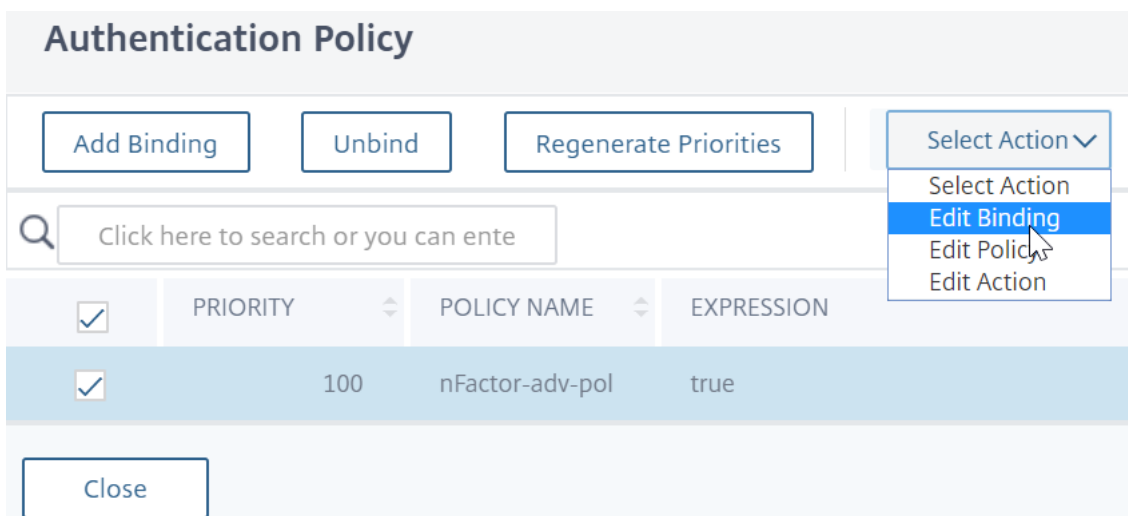 Authentication Policy
Add Binding Unbind Regenerate Priorities Select Action
Select Action
Edit Binding
Edit Policy
Edit Action
Click here to search or you can ente
PRIORITY POLICY NAME EXPRESSION
100 nFactor-adv-pol true
Close